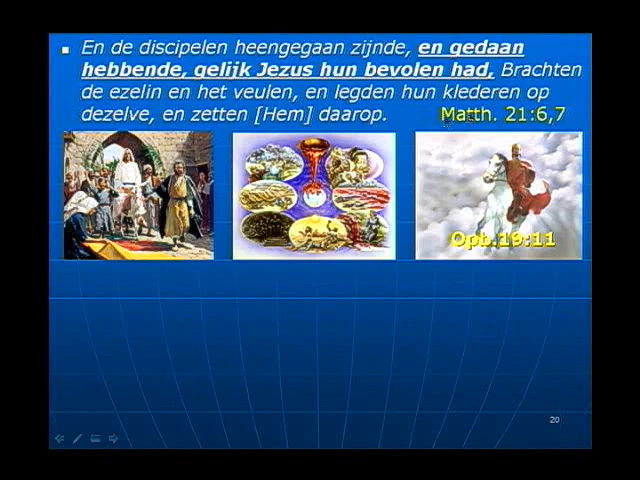 En de discipelen heengegaan zijnde, en gedaan
hebbende, gelijk Jezus hun bevolen had, Brachten
de ezelin en het veulen, en legden hun klederen op
dezelve, en zetten [Hem] daarop. Matth. 21:6,7
Opb.19:11
20